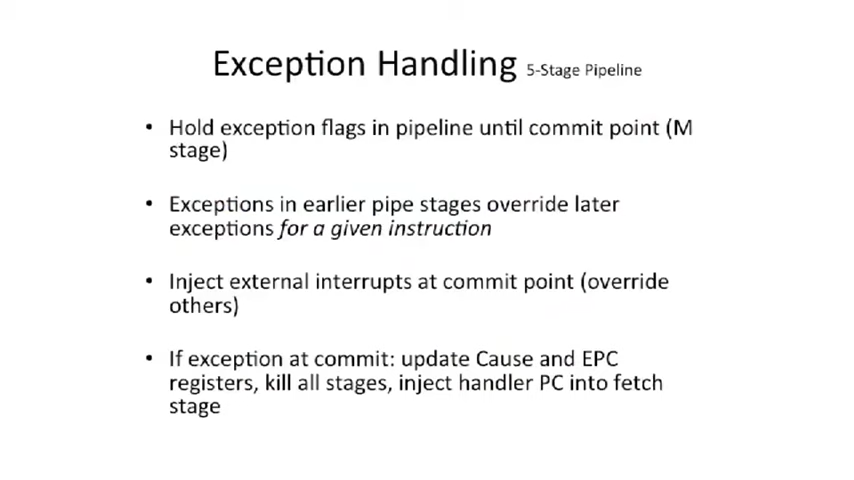 Exception Handling 5-Stage Pipeline
• Hold exception flags in pipeline until commit point (M
stage)
• Exceptions in earlier pipe stages override later
exceptions for a given instruction
• Inject external interrupts at commit point (override
others)
• If exception at commit: update Cause and EPC
registers, kill all stages, inject handler PC into fetch
stage